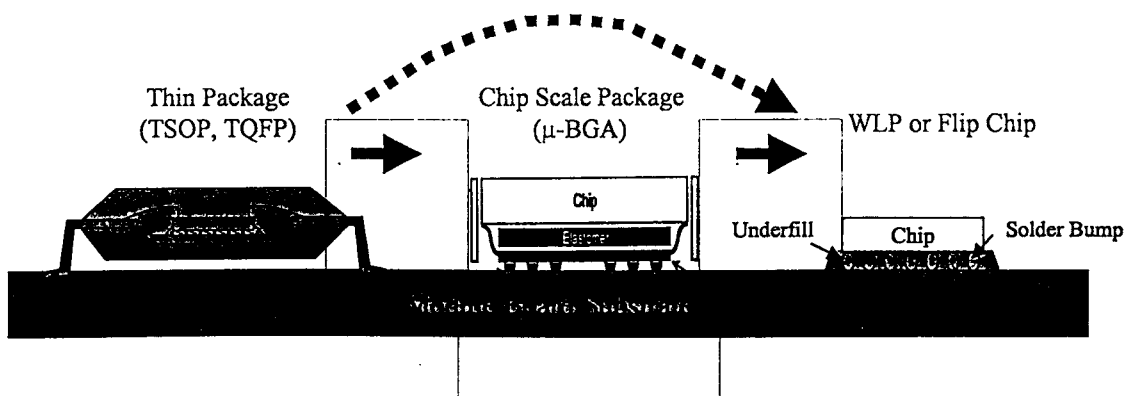 Thin Package
(TSOP, TQFP)
Chip Scale Package
(μ-BGA)
WLP or Flip Chip
Chip
Elastomer
Underfill
Chip
Solder Bump